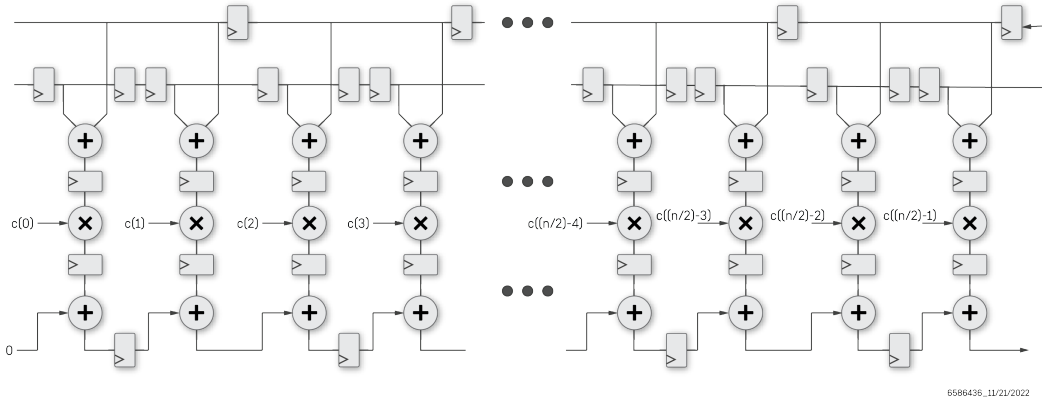 c(0) c(1) c(2) c(3) c((n/2)-4) c((n/2)-3) c((n/2)-2) c((n/2)-1)
0
6586436_11/21/2022